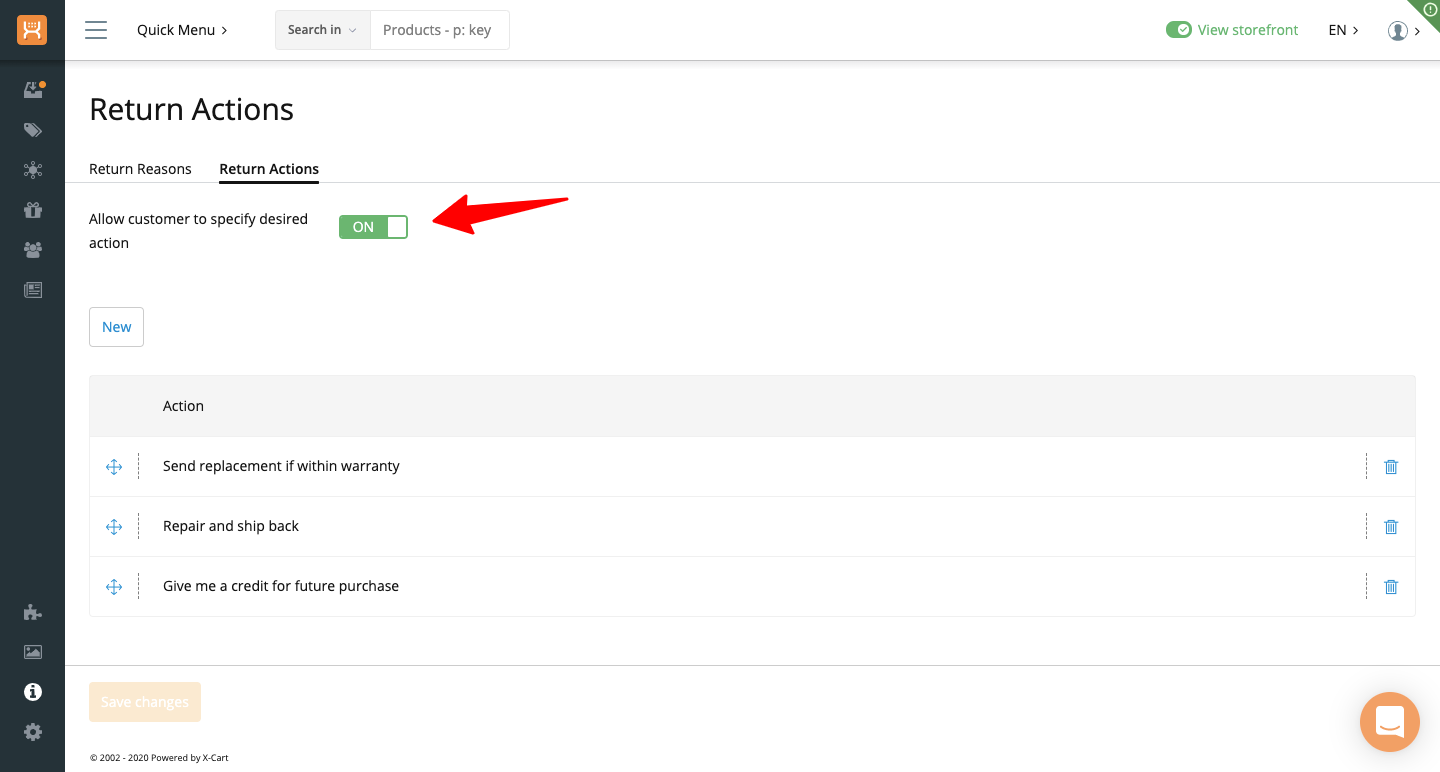 Quick Menu
Search in
Products - p: key
View storefront
EN
Return Actions
Return Reasons
Return Actions
Allow customer to specify desired
action
ON
New
Action
Send replacement if within warranty
Repair and ship back
Give me a credit for future purchase
Save changes
© 2002 - 2020 Powered by X-Cart